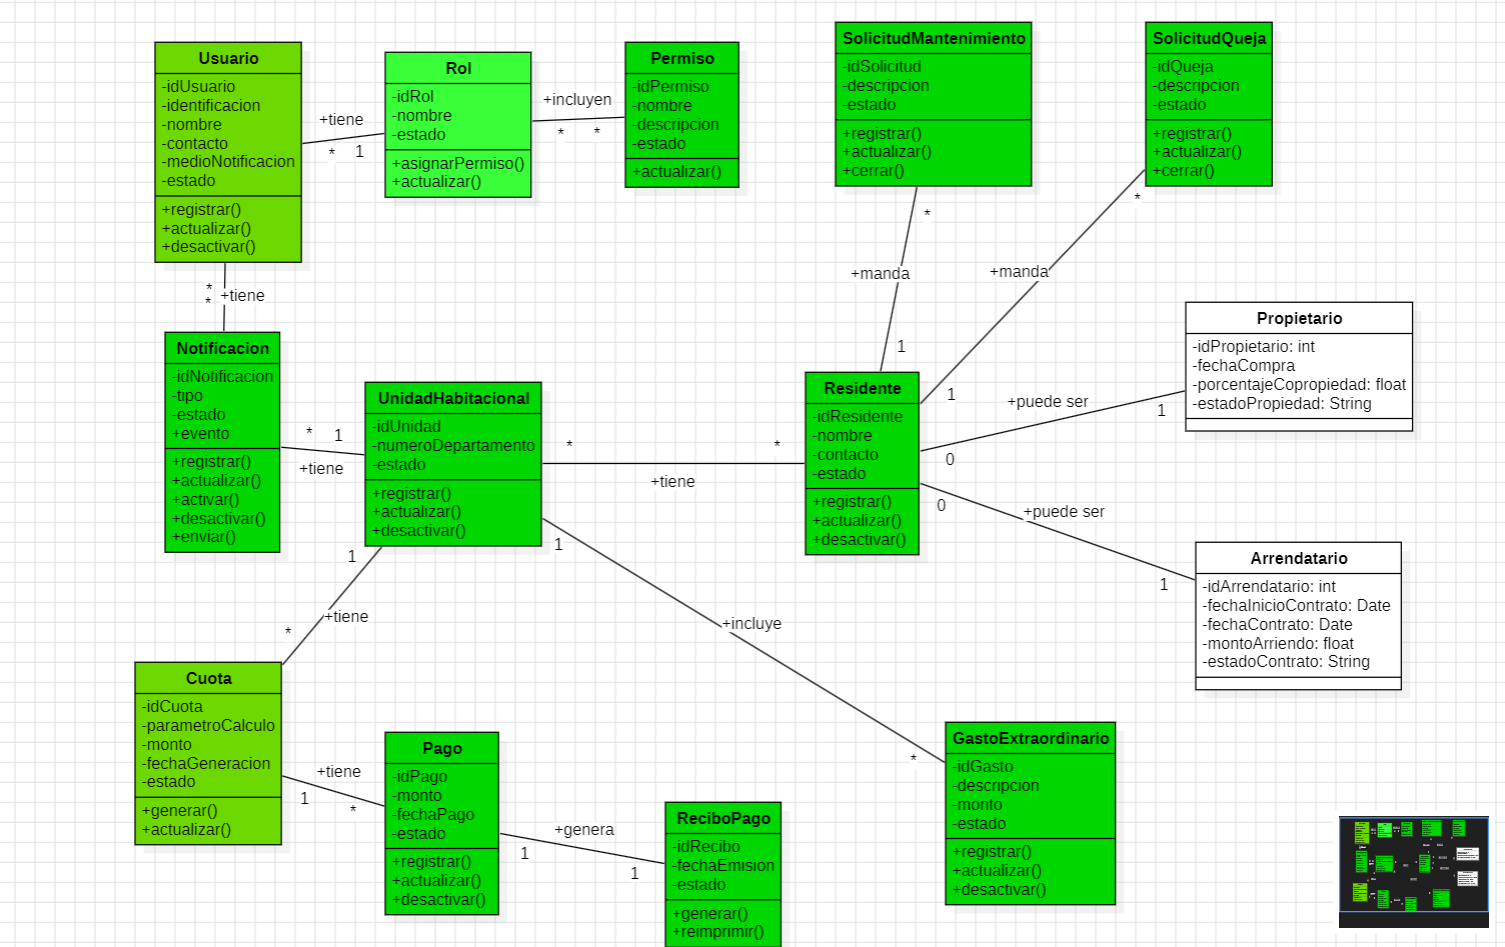 Usuario
-idUsuario
-identificacion
-nombre
-contacto
-medioNotificacion
-estado
+registrar()
+actualizar()
+desactivar()
+tiene
*
1
Rol
-idRol
-nombre
-estado
+asignarPermiso()
+actualizar()
+incluyen
*
*
Permiso
-idPermiso
-nombre
-descripcion
-estado
+actualizar()
SolicitudMantenimiento
-idSolicitud
-descripcion
-estado
+registrar()
+actualizar()
+cerrar()
SolicitudQueja
-idQueja
-descripcion
-estado
+registrar()
+actualizar()
+cerrar()
*
*
+tiene
*
+manda
1
*
+manda
1
Notificacion
-idNotificacion
-tipo
-estado
+evento
+registrar()
+actualizar()
+activar()
+desactivar()
+enviar()
*
1
+tiene
UnidadHabitacional
-idUnidad
-numeroDepartamento
-estado
+registrar()
+actualizar()
+desactivar()
*
*
+tiene
Residente
-idResidente
-nombre
-contacto
-estado
+registrar()
+actualizar()
+desactivar()
+puede ser
0
1
Propietario
-idPropietario: int
-fechaCompra
-porcentajeCopropiedad: float
-estadoPropiedad: String
+puede ser
0
1
Arrendatario
-idArrendatario: int
-fechaInicioContrato: Date
-fechaContrato: Date
-montoArriendo: float
-estadoContrato: String
1
+tiene
*
1
+incluye
*
Cuota
-idCuota
-parametroCalculo
-monto
-fechaGeneracion
-estado
+generar()
+actualizar()
+tiene
1
*
Pago
-idPago
-monto
-fechaPago
-estado
+registrar()
+actualizar()
+desactivar()
+genera
1
1
ReciboPago
-idRecibo
-fechaEmision
-estado
+generar()
+reimprimir()
GastoExtraordinario
-idGasto
-descripcion
-monto
-estado
+registrar()
+actualizar()
+desactivar()